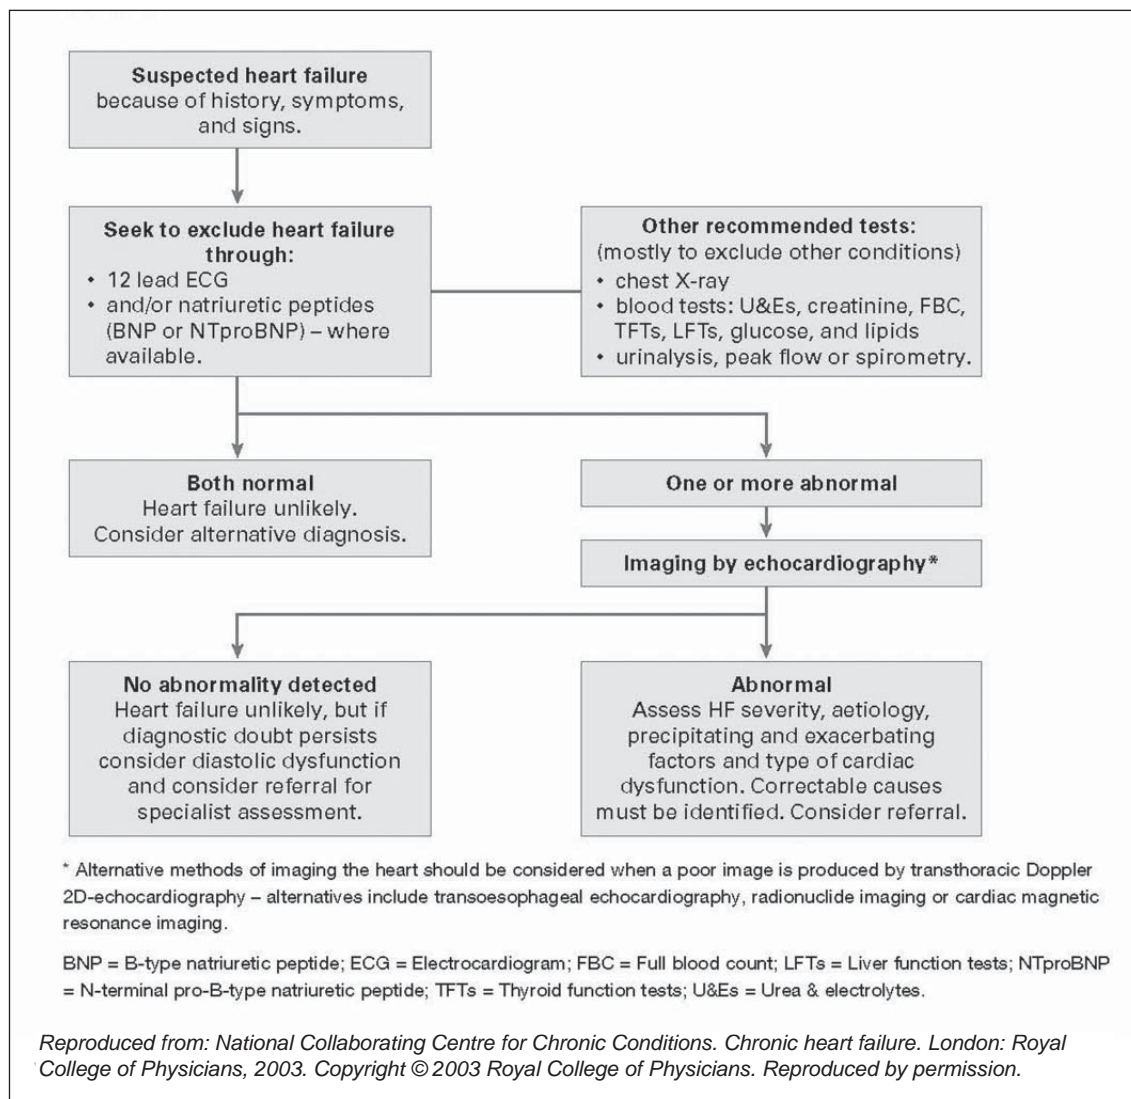 Suspected heart failure
because of history, symptoms,
and signs.
Seek to exclude heart failure
through:
• 12 lead ECG
• and/or natriuretic peptides
(BNP or NTproBNP) – where
available.
Other recommended tests:
(mostly to exclude other conditions)
• chest X-ray
• blood tests: U&Es, creatinine, FBC,
TFTs, LFTs, glucose, and lipids
• urinalysis, peak flow or spirometry.
Both normal
Heart failure unlikely.
Consider alternative diagnosis.
One or more abnormal
Imaging by echocardiography*
No abnormality detected
Heart failure unlikely, but if
diagnostic doubt persists
consider diastolic dysfunction
and consider referral for
specialist assessment.
Abnormal
Assess HF severity, aetiology,
precipitating and exacerbating
factors and type of cardiac
dysfunction. Correctable causes
must be identified. Consider referral.
* Alternative methods of imaging the heart should be considered when a poor image is produced by transthoracic Doppler
2D-echocardiography – alternatives include transoesophageal echocardiography, radionuclide imaging or cardiac magnetic
resonance imaging.
BNP = B-type natriuretic peptide; ECG = Electrocardiogram; FBC = Full blood count; LFTs = Liver function tests; NTproBNP
= N-terminal pro-B-type natriuretic peptide; TFTs = Thyroid function tests; U&Es = Urea & electrolytes.
Reproduced from: National Collaborating Centre for Chronic Conditions. Chronic heart failure. London: Royal
College of Physicians, 2003. Copyright © 2003 Royal College of Physicians. Reproduced by permission.